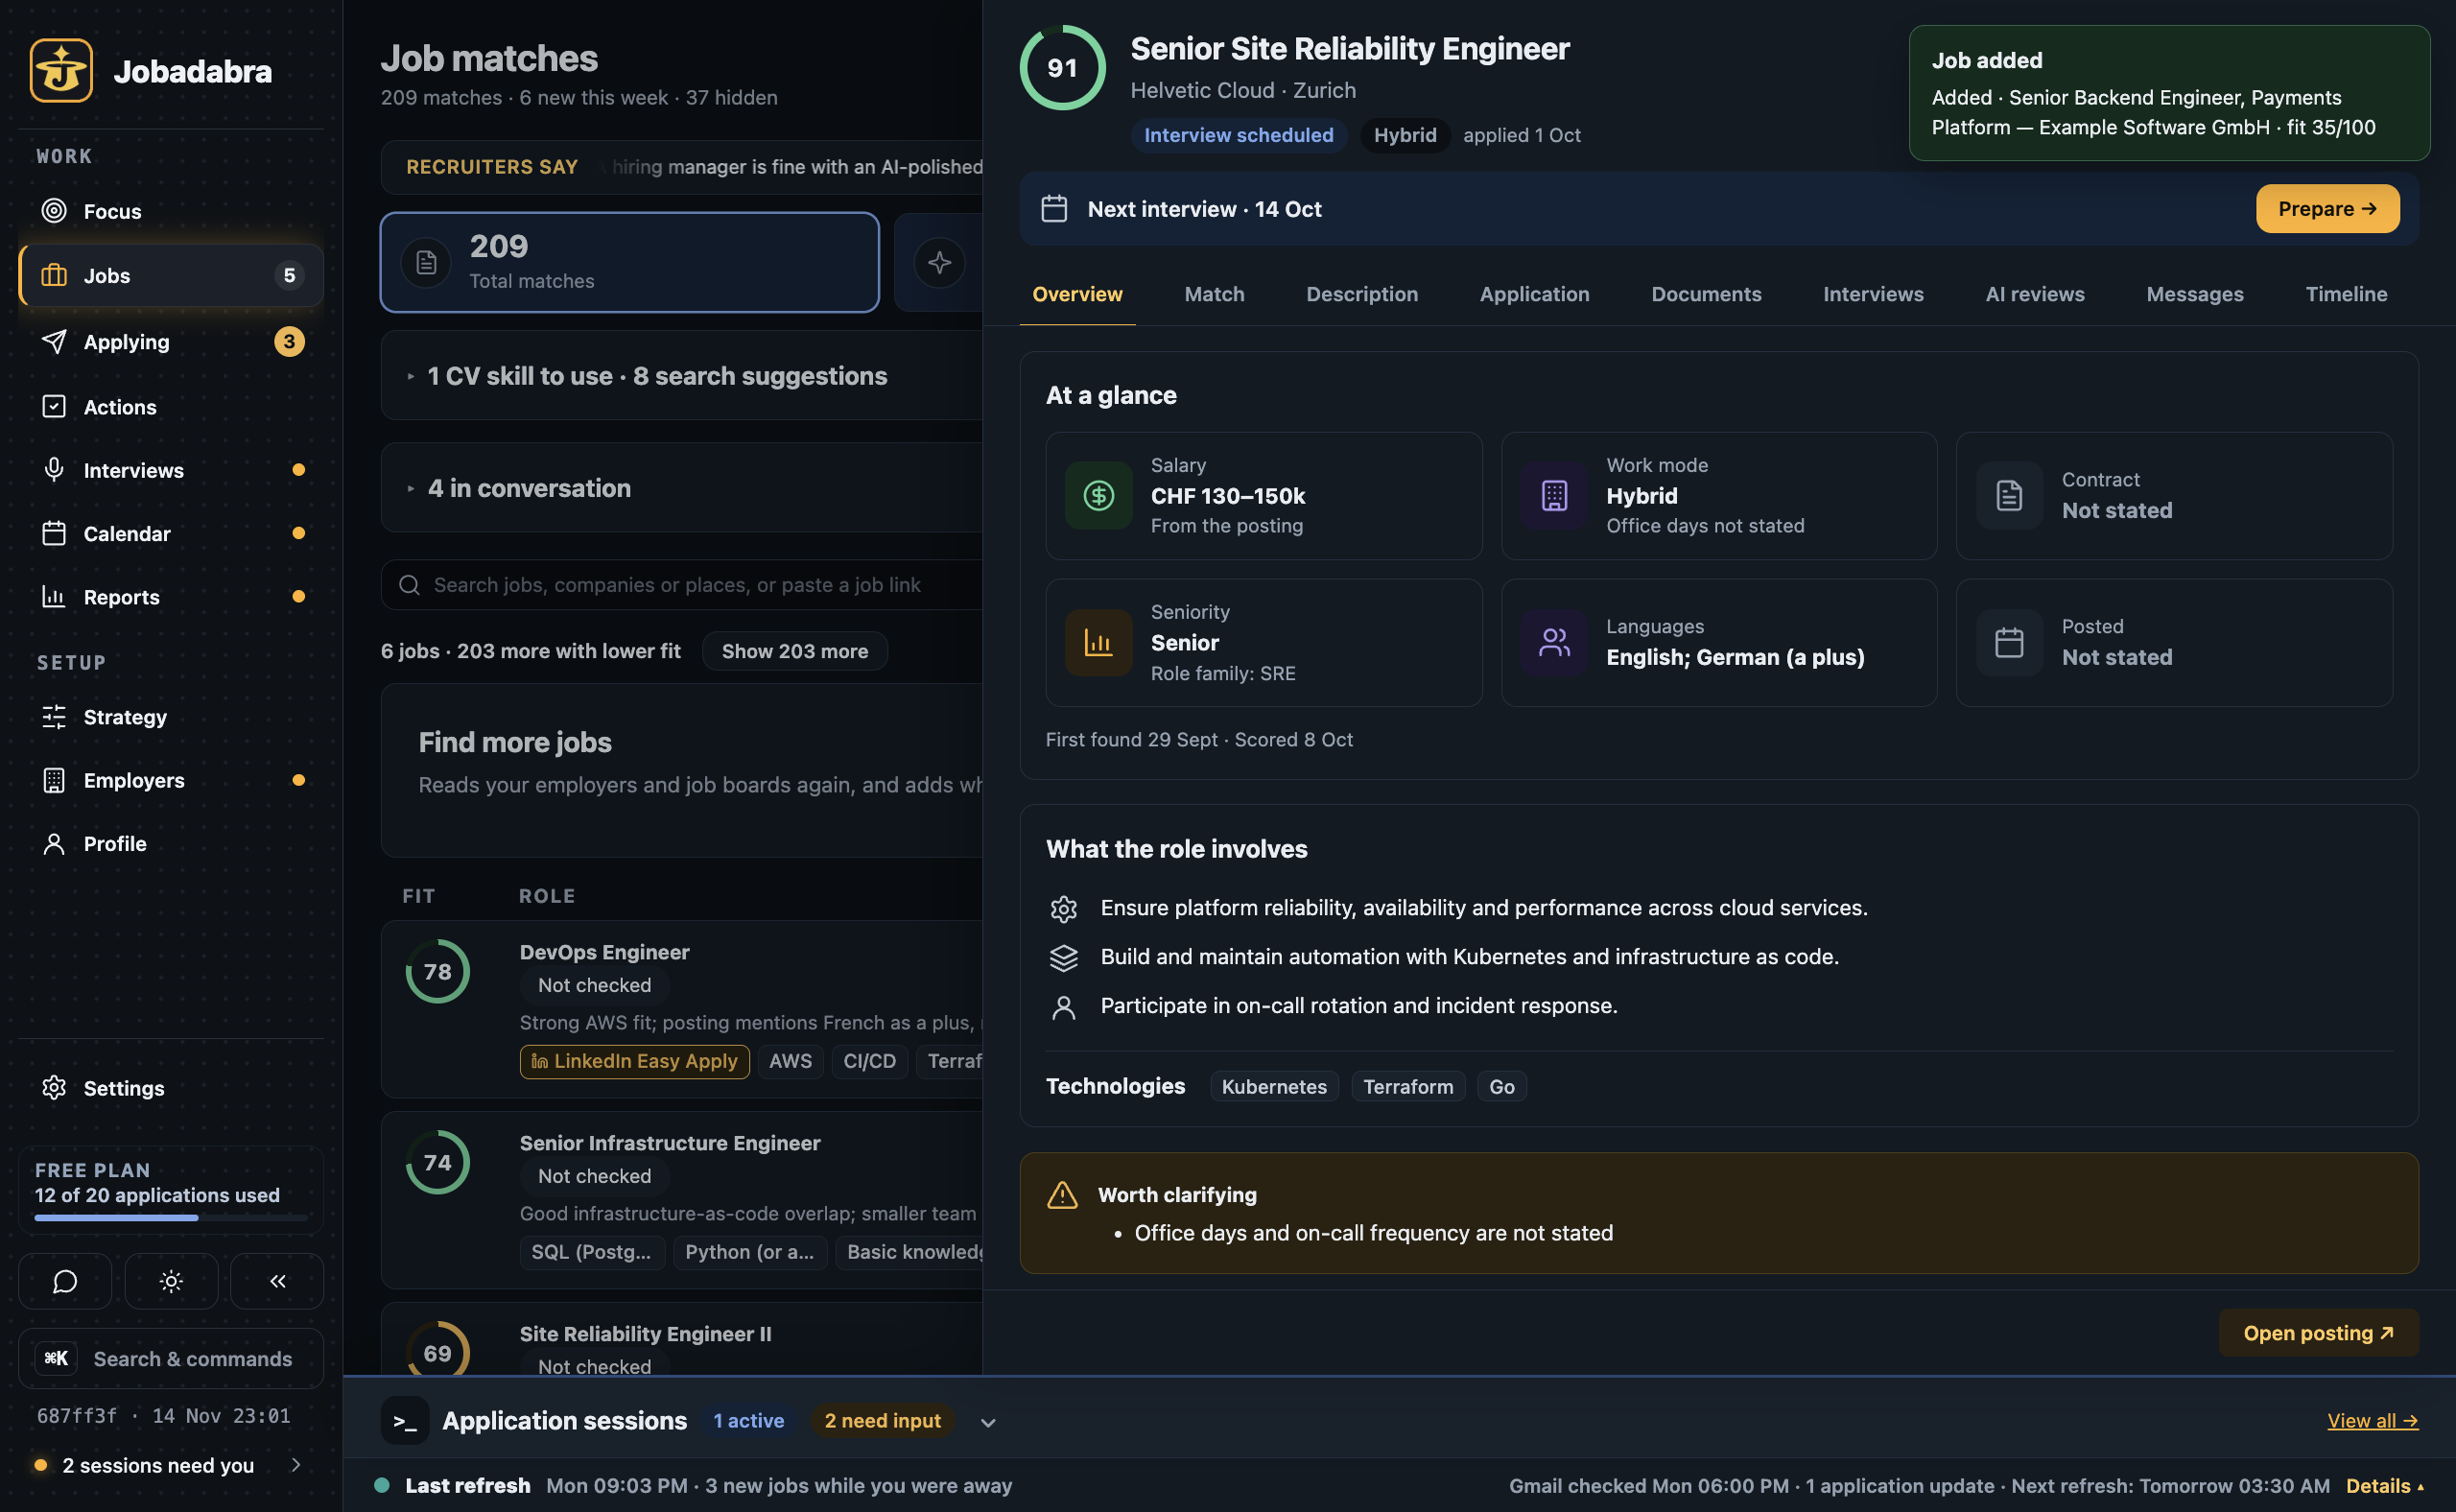 Jobadabra
WORK
Focus
Jobs 5
Applying 3
Actions
Interviews
Calendar
Reports
SETUP
Strategy
Employers
Profile
Settings
FREE PLAN
12 of 20 applications used
⌘K Search & commands
687ff3f · 14 Nov 23:01
2 sessions need you
Job matches
209 matches · 6 new this week · 37 hidden
RECRUITERS SAY hiring manager is fine with an AI-polished
209
Total matches
1 CV skill to use · 8 search suggestions
4 in conversation
Search jobs, companies or places, or paste a job link
6 jobs · 203 more with lower fit Show 203 more
Find more jobs
Reads your employers and job boards again, and adds
FIT ROLE
78 DevOps Engineer
Not checked
Strong AWS fit; posting mentions French as a plus,
LinkedIn Easy Apply AWS CI/CD Terraf
74 Senior Infrastructure Engineer
Not checked
Good infrastructure-as-code overlap; smaller team
SQL (Postg... Python (or a... Basic knowledg
69 Site Reliability Engineer II
Not checked
91 Senior Site Reliability Engineer
Helvetic Cloud · Zurich
Interview scheduled Hybrid applied 1 Oct
Job added
Added · Senior Backend Engineer, Payments
Platform — Example Software GmbH · fit 35/100
Next interview · 14 Oct Prepare →
Overview Match Description Application Documents Interviews AI reviews Messages Timeline
At a glance
Salary
CHF 130–150k
From the posting
Work mode
Hybrid
Office days not stated
Contract
Not stated
Seniority
Senior
Role family: SRE
Languages
English; German (a plus)
Posted
Not stated
First found 29 Sept · Scored 8 Oct
What the role involves
Ensure platform reliability, availability and performance across cloud services.
Build and maintain automation with Kubernetes and infrastructure as code.
Participate in on-call rotation and incident response.
Technologies Kubernetes Terraform Go
Worth clarifying
• Office days and on-call frequency are not stated
Open posting ↗
>_ Application sessions 1 active 2 need input View all →
Last refresh Mon 09:03 PM · 3 new jobs while you were away Gmail checked Mon 06:00 PM · 1 application update · Next refresh: Tomorrow 03:30 AM Details